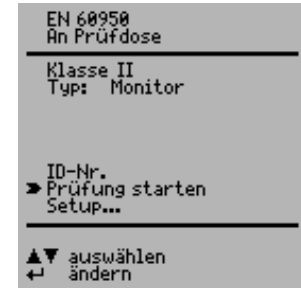 EN 60950
An Prüfdose
Klasse II
Typ: Monitor
ID-Nr.
Prüfung starten
Setup...
auswählen
ändern